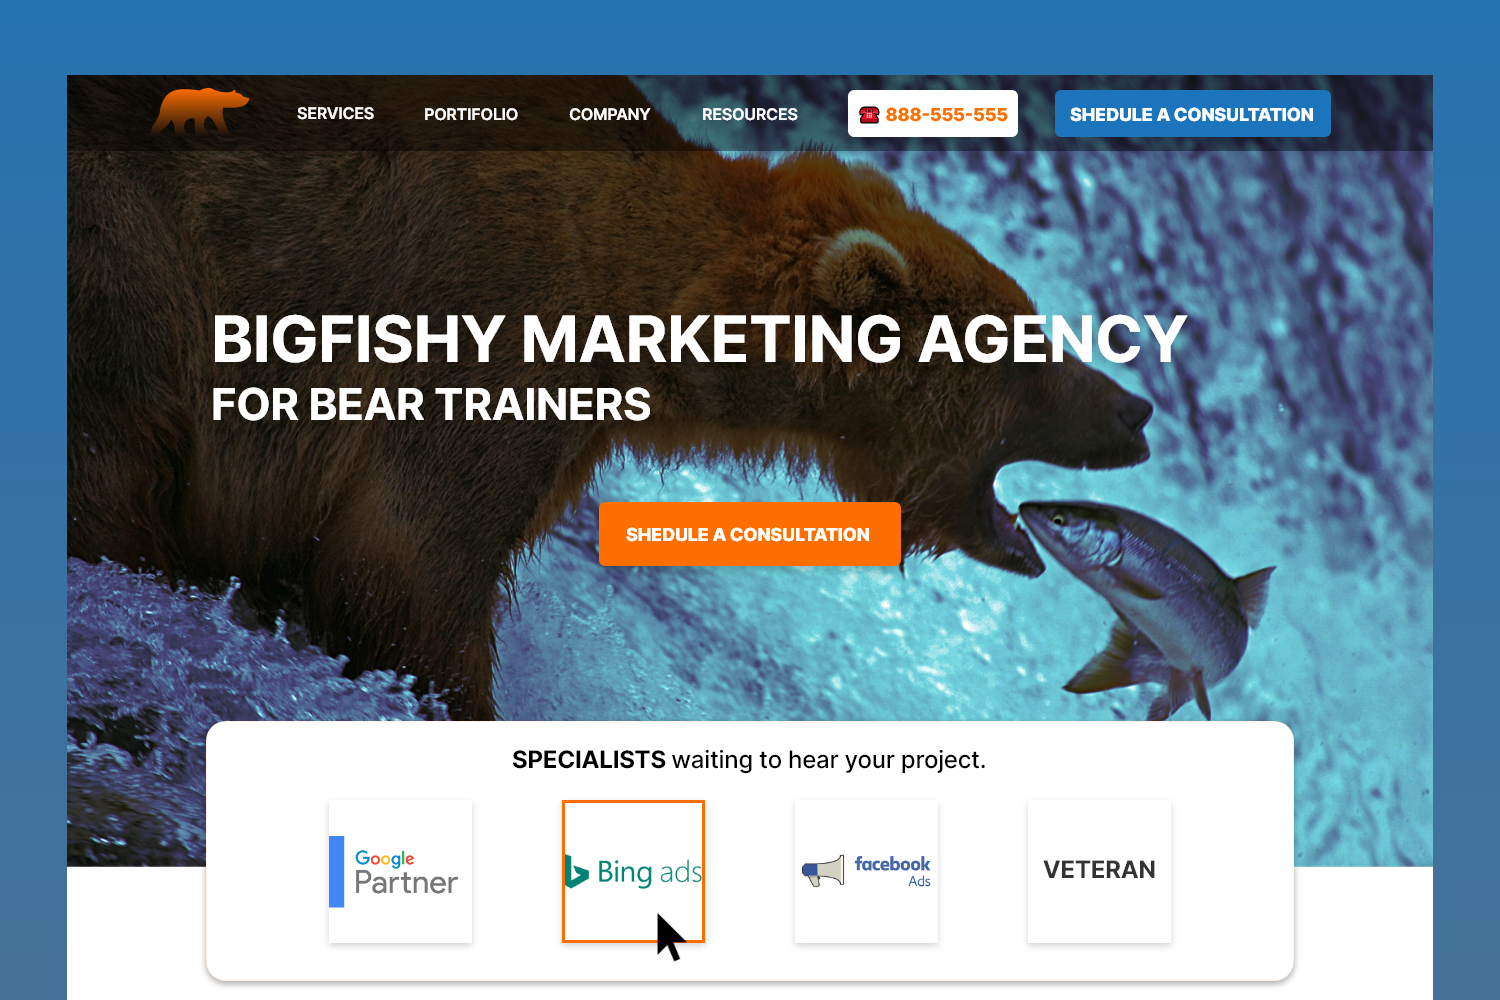 SERVICES PORTIFOLIO COMPANY RESOURCES 888-555-555 SHEDULE A CONSULTATION
BIGFISHY MARKETING AGENCY
FOR BEAR TRAINERS
SHEDULE A CONSULTATION
SPECIALISTS waiting to hear your project.
Google
Partner
Bing ads
facebook
Ads
VETERAN